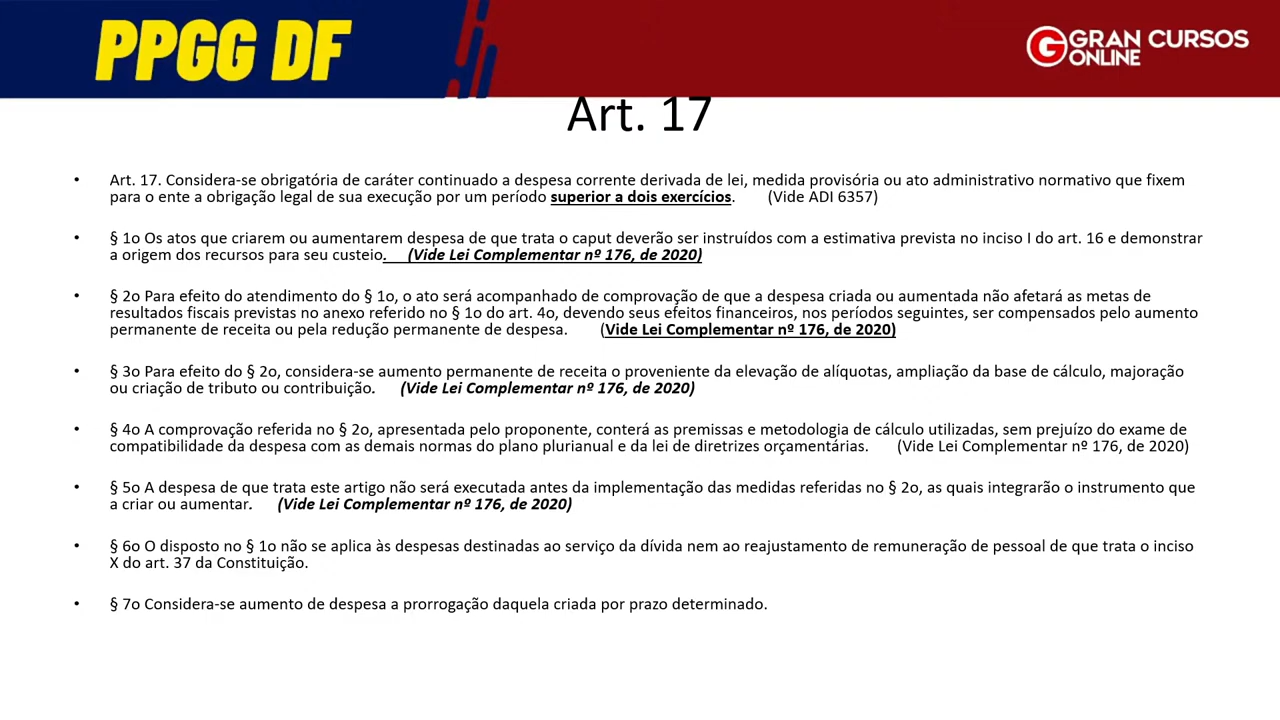 PPGG DF
GRAN CURSOS
ONLINE
Art. 17
• Art. 17. Considera-se obrigatória de caráter continuado a despesa corrente derivada de lei, medida provisória ou ato administrativo normativo que fixem
para o ente a obrigação legal de sua execução por um período superior a dois exercícios. (Vide ADI 6357)
• § 1o Os atos que criarem ou aumentarem despesa de que trata o caput deverão ser instruídos com a estimativa prevista no inciso I do art. 16 e demonstrar
a origem dos recursos para seu custeio. (Vide Lei Complementar nº 176, de 2020)
• § 2o Para efeito do atendimento do § 1o, o ato será acompanhado de comprovação de que a despesa criada ou aumentada não afetará as metas de
resultados fiscais previstas no anexo referido no § 1o do art. 4o, devendo seus efeitos financeiros, nos períodos seguintes, ser compensados pelo aumento
permanente de receita ou pela redução permanente de despesa. (Vide Lei Complementar nº 176, de 2020)
• § 3o Para efeito do § 2o, considera-se aumento permanente de receita o proveniente da elevação de alíquotas, ampliação da base de cálculo, majoração
ou criação de tributo ou contribuição. (Vide Lei Complementar nº 176, de 2020)
• § 4o A comprovação referida no § 2o, apresentada pelo proponente, conterá as premissas e metodologia de cálculo utilizadas, sem prejuízo do exame de
compatibilidade da despesa com as demais normas do plano plurianual e da lei de diretrizes orçamentárias. (Vide Lei Complementar nº 176, de 2020)
• § 5o A despesa de que trata este artigo não será executada antes da implementação das medidas referidas no § 2o, as quais integrarão o instrumento que
a criar ou aumentar. (Vide Lei Complementar nº 176, de 2020)
• § 6o O disposto no § 1o não se aplica às despesas destinadas ao serviço da dívida nem ao reajustamento de remuneração de pessoal de que trata o inciso
X do art. 37 da Constituição.
• § 7o Considera-se aumento de despesa a prorrogação daquela criada por prazo determinado.